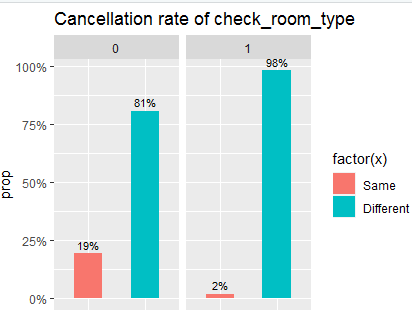 Cancellation rate of check_room_type
0
1
100%
98%
81%
75%
50%
25%
19%
2%
0%
prop
factor(x)
Same
Different